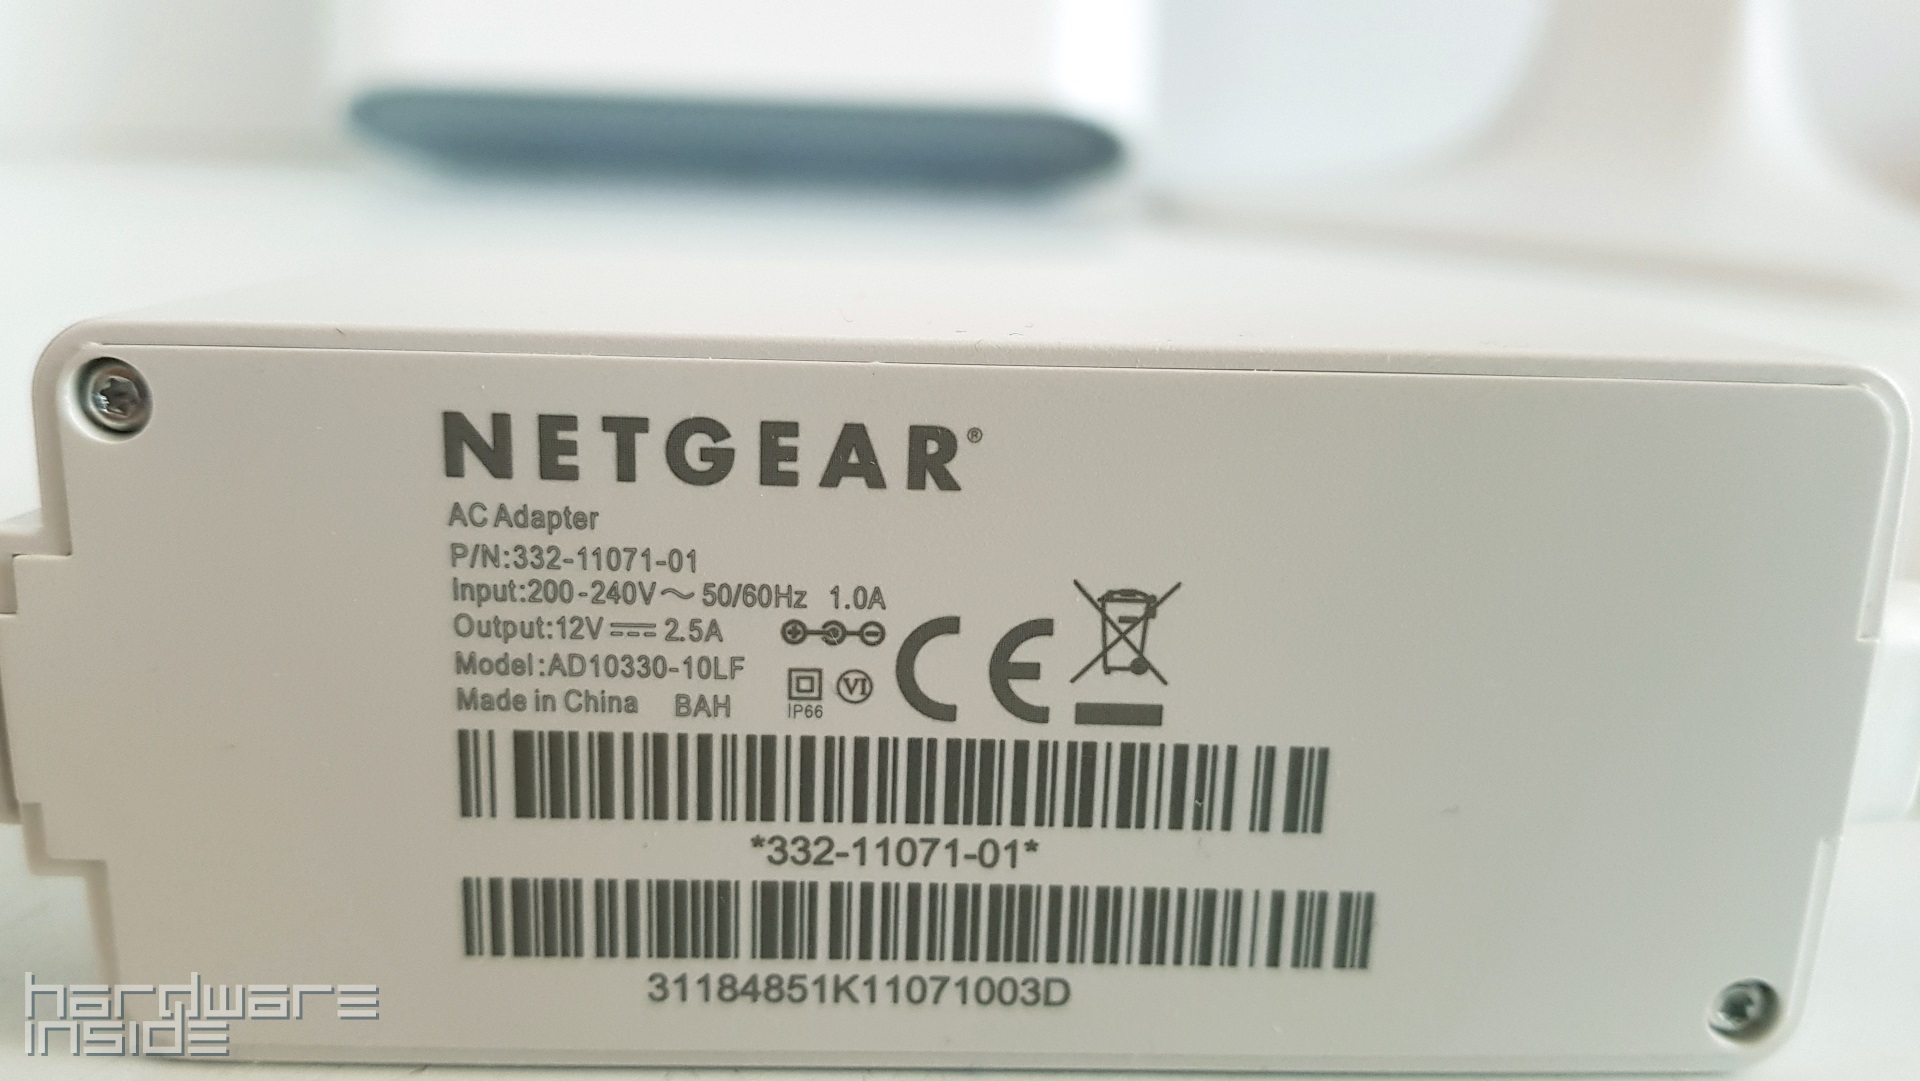 NETGEAR®
AC Adapter
P/N:332-11071-01
Input:200-240V～ 50/60Hz 1.0A
Output:12V⎓2.5A
Model:AD10330-10LF
Made in China BAH
VI
IP66
CE
*332-11071-01*
31184851K11071003D
hardware
inside